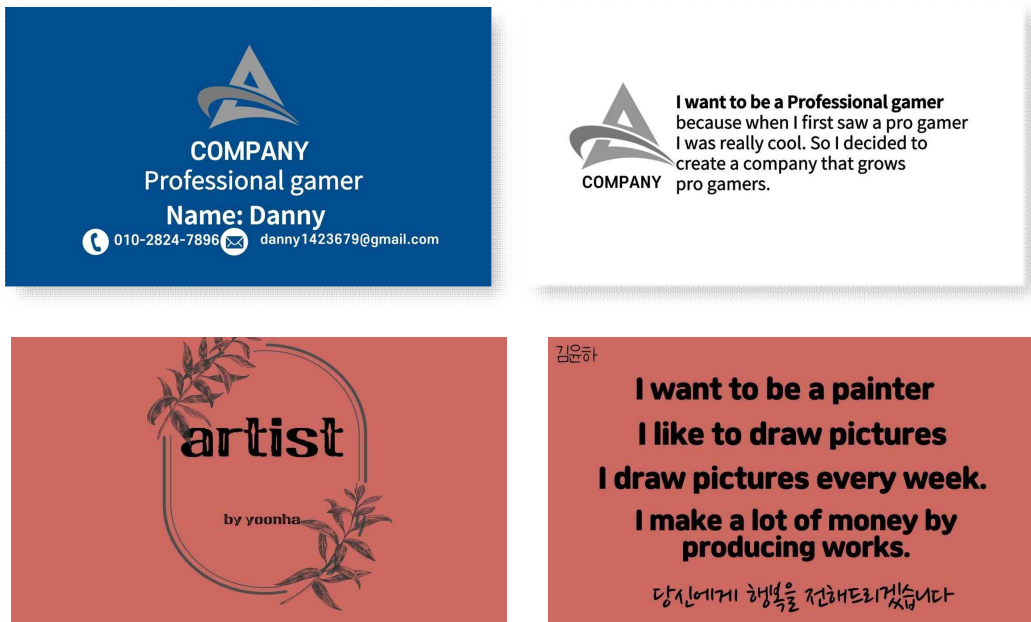 COMPANY
Professional gamer
Name: Danny
010-2824-7896 danny1423679@gmail.com
COMPANY
I want to be a Professional gamer
because when I first saw a pro gamer
I was really cool. So I decided to
create a company that grows
pro gamers.
artist
by yoonha
김윤하
I want to be a painter
I like to draw pictures
I draw pictures every week.
I make a lot of money by
producing works.
당신에게 행복을 전해드리겠습니다